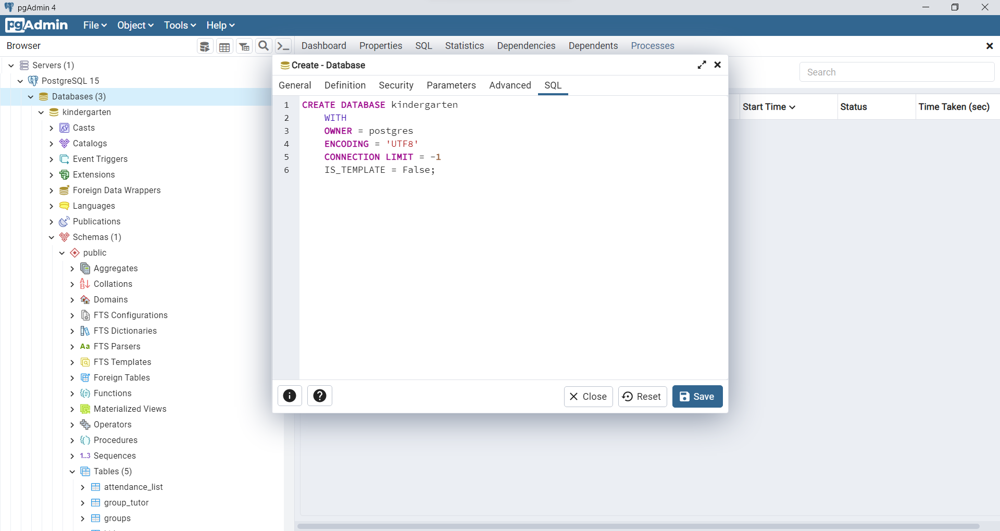 pgAdmin 4
pgAdmin File Object Tools Help
Browser
Dashboard Properties SQL Statistics Dependencies Dependents Processes
Servers (1)
PostgreSQL 15
Databases (3)
kindergarten
Casts
Catalogs
Event Triggers
Extensions
Foreign Data Wrappers
Languages
Publications
Schemas (1)
public
Aggregates
Collations
Domains
FTS Configurations
FTS Dictionaries
Aa FTS Parsers
FTS Templates
Foreign Tables
Functions
Materialized Views
Operators
Procedures
1..3 Sequences
Tables (5)
attendance_list
group_tutor
groups
Create - Database
General Definition Security Parameters Advanced SQL
1 CREATE DATABASE kindergarten
2 WITH
3 OWNER = postgres
4 ENCODING = 'UTF8'
5 CONNECTION LIMIT = -1
6 IS_TEMPLATE = False;
Close Reset Save
Search
Start Time Status Time Taken (sec)